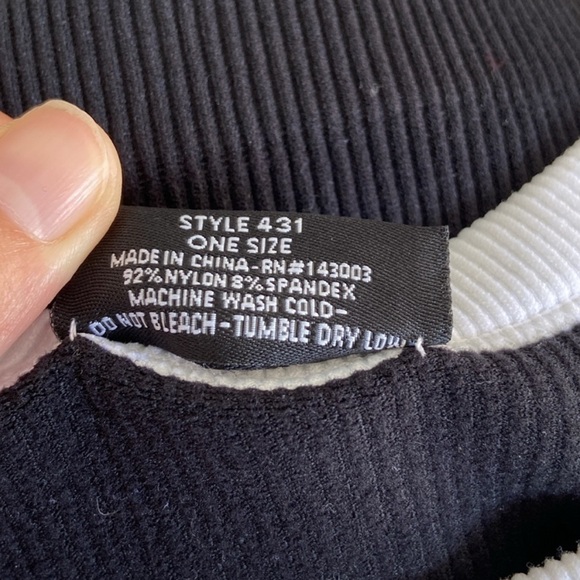 STYLE 431
ONE SIZE
MADE IN CHINA-RN#143003
92% NYLON 8% SPANDEX
MACHINE WASH COLD-
DO NOT BLEACH-TUMBLE DRY LOW